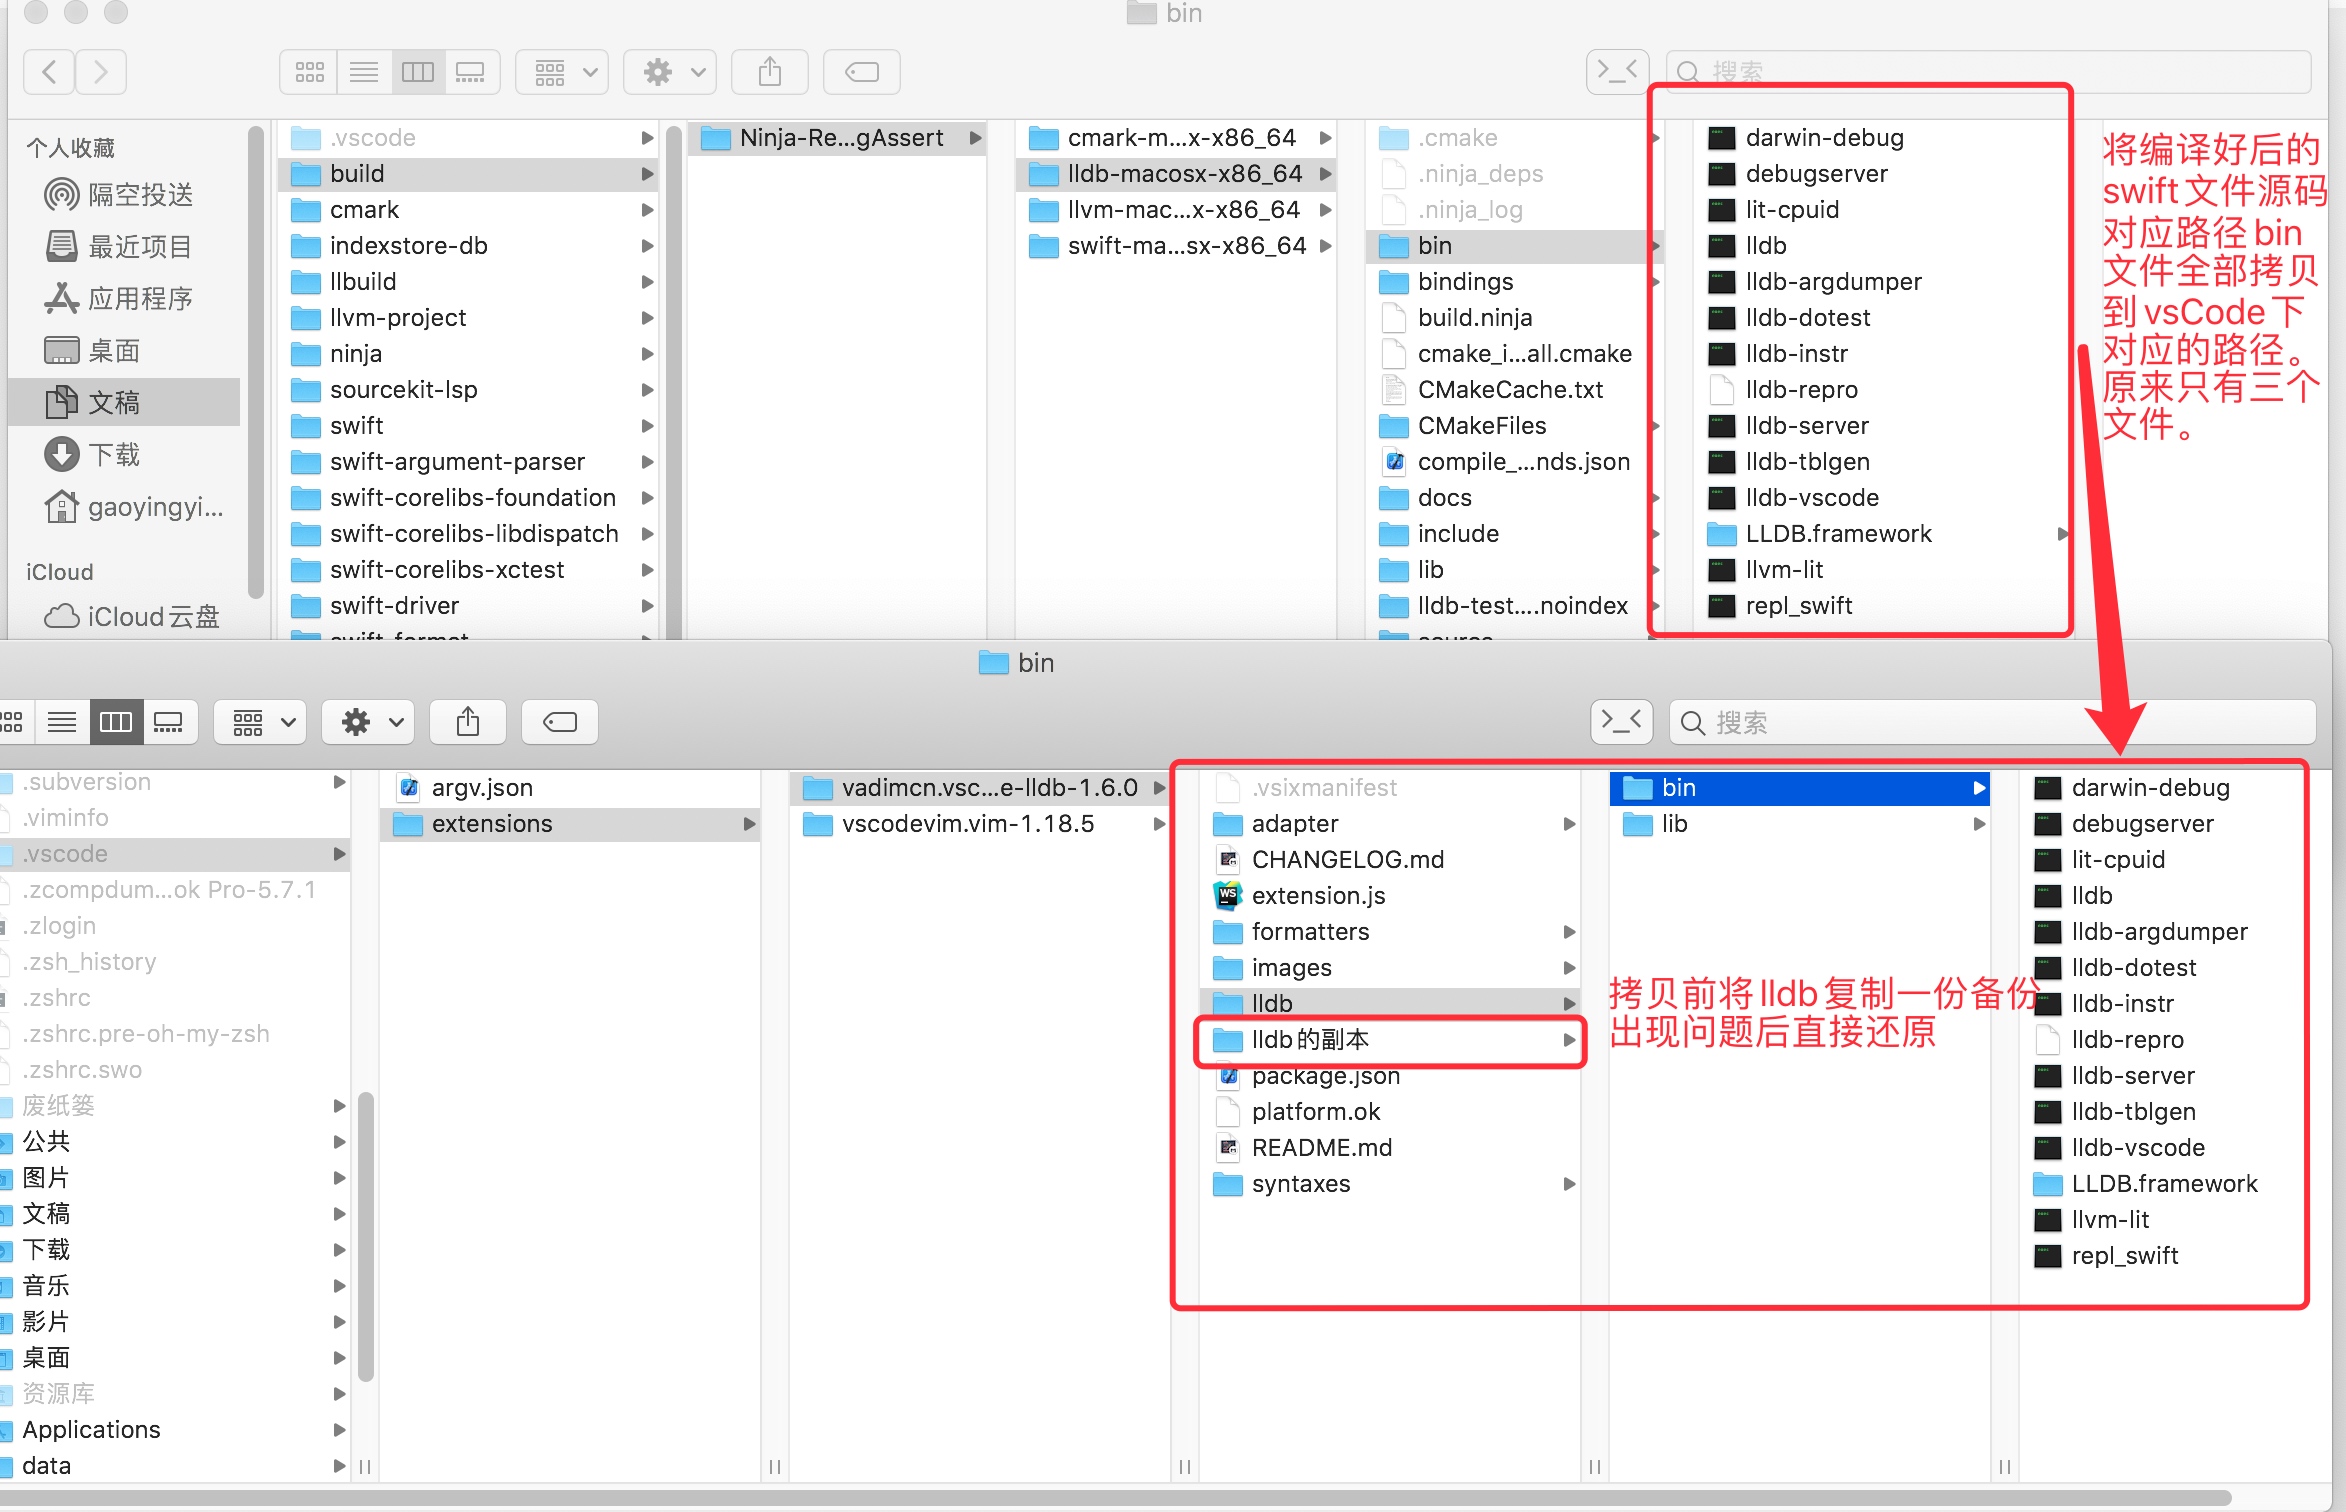 bin
搜索
个人收藏
隔空投送
最近项目
应用程序
桌面
文稿
下载
gaoyingyi...
iCloud
iCloud云盘
.vscode
build
cmark
indexstore-db
llbuild
llvm-project
ninja
sourcekit-lsp
swift
swift-argument-parser
swift-corelibs-foundation
swift-corelibs-libdispatch
swift-corelibs-xctest
swift-driver
swift-format
Ninja-Re...gAssert
cmark-m...x-x86_64
lldb-macosx-x86_64
llvm-mac...x-x86_64
swift-ma...sx-x86_64
.cmake
.ninja_deps
.ninja_log
bin
bindings
build.ninja
cmake_i...all.cmake
CMakeCache.txt
CMakeFiles
compile_...nds.json
docs
include
lib
lldb-test....noindex
source
darwin-debug
debugserver
lit-cpuid
lldb
lldb-argdumper
lldb-dotest
lldb-instr
lldb-repro
lldb-server
lldb-tblgen
lldb-vscode
LLDB.framework
llvm-lit
repl_swift
将编译好后的
swift文件源码
对应路径bin
文件全部拷贝
到vsCode下
对应的路径。
原来只有三个
文件。
bin
搜索
.subversion
.viminfo
.vscode
.zcompdum...ok Pro-5.7.1
.zlogin
.zsh_history
.zshrc
.zshrc.pre-oh-my-zsh
.zshrc.swo
废纸篓
公共
图片
文稿
下载
音乐
影片
桌面
资源库
Applications
data
argv.json
extensions
vadimcn.vsc...e-lldb-1.6.0
vscodevim.vim-1.18.5
.vsixmanifest
adapter
CHANGELOG.md
extension.js
formatters
images
lldb
lldb的副本
package.json
platform.ok
README.md
syntaxes
bin
lib
拷贝前将lldb复制一份备份
出现问题后直接还原
darwin-debug
debugserver
lit-cpuid
lldb
lldb-argdumper
lldb-dotest
lldb-instr
lldb-repro
lldb-server
lldb-tblgen
lldb-vscode
LLDB.framework
llvm-lit
repl_swift